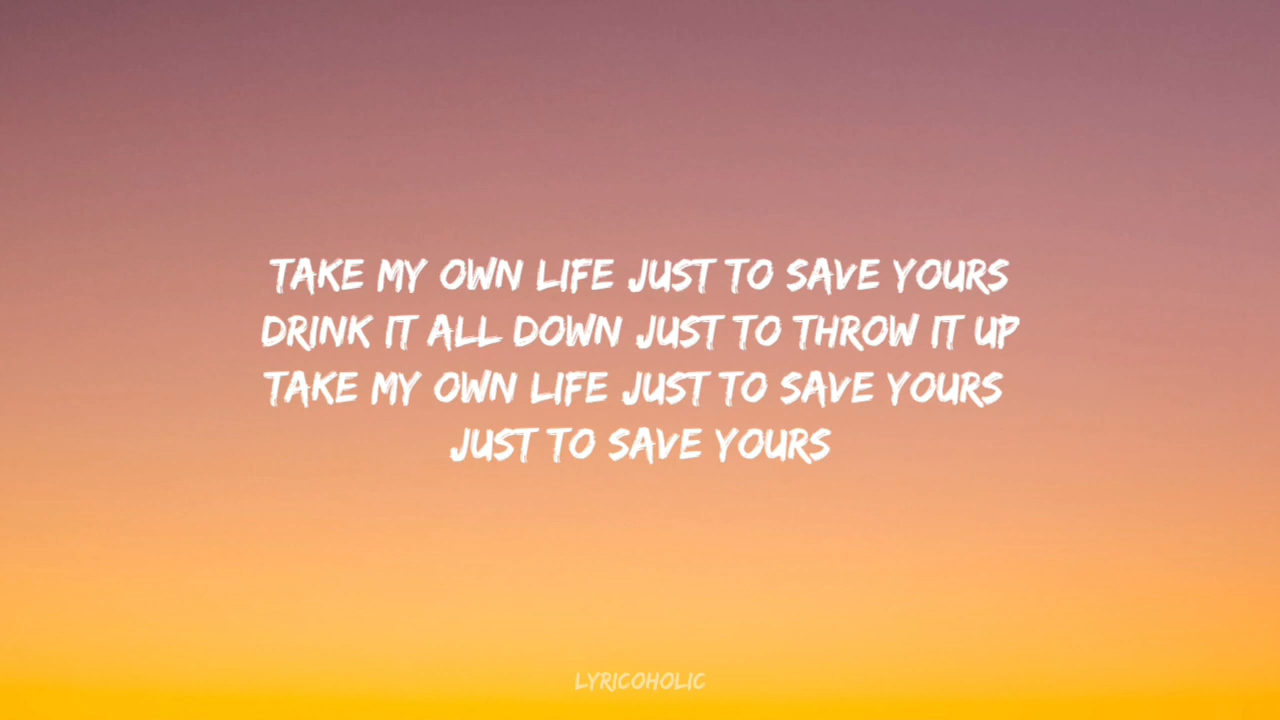 TAKE MY OWN LIFE JUST TO SAVE YOURS
DRINK IT ALL DOWN JUST TO THROW IT UP
TAKE MY OWN LIFE JUST TO SAVE YOURS
JUST TO SAVE YOURS
LYRICOHOLIC